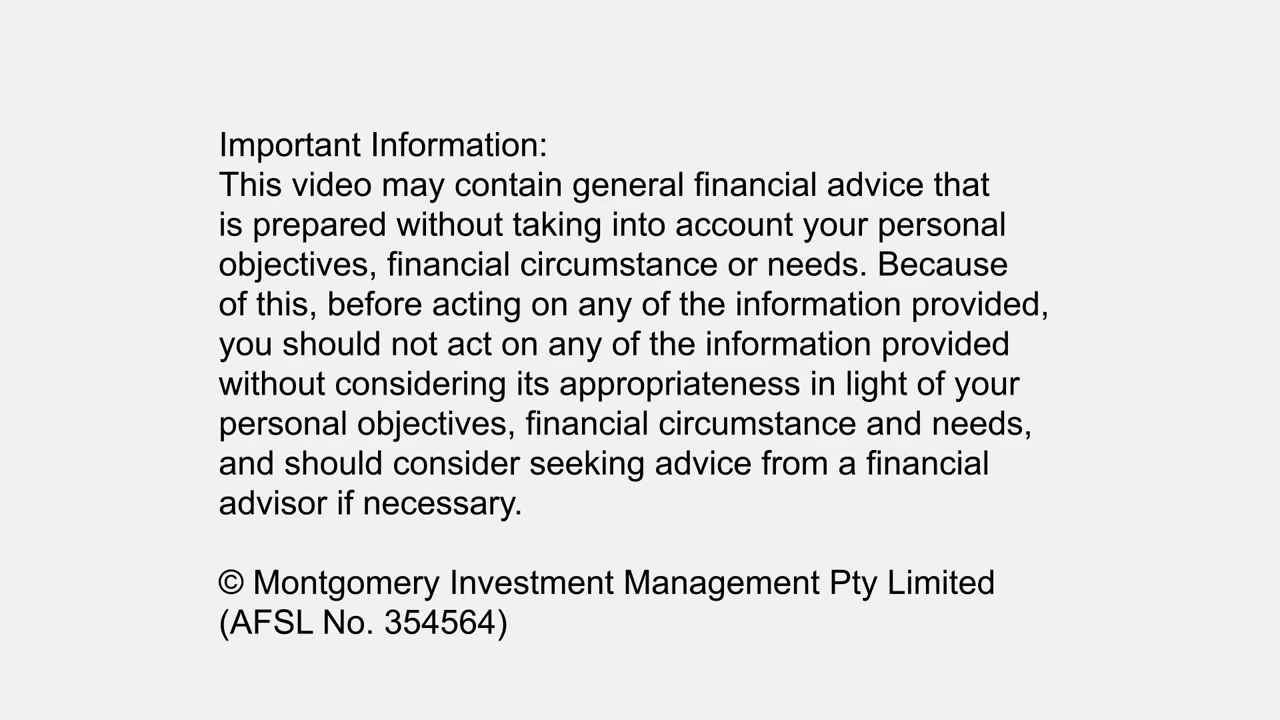 Important Information:
This video may contain general financial advice that
is prepared without taking into account your personal
objectives, financial circumstance or needs. Because
of this, before acting on any of the information provided,
you should not act on any of the information provided
without considering its appropriateness in light of your
personal objectives, financial circumstance and needs,
and should consider seeking advice from a financial
advisor if necessary.
© Montgomery Investment Management Pty Limited
(AFSL No. 354564)